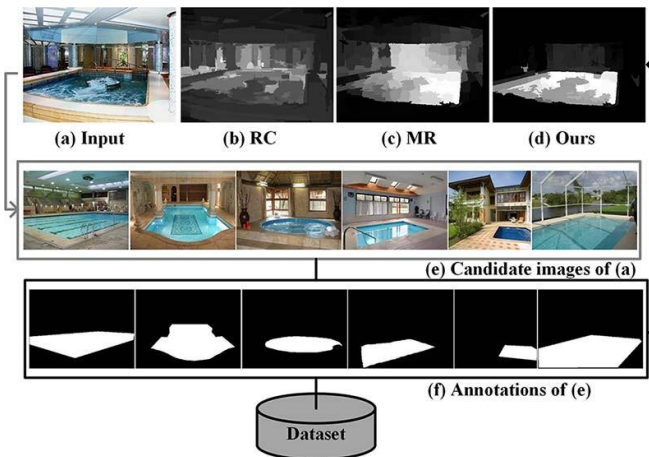 (a) Input (b) RC (c) MR (d) Ours
(e) Candidate images of (a)
(f) Annotations of (e)
Dataset